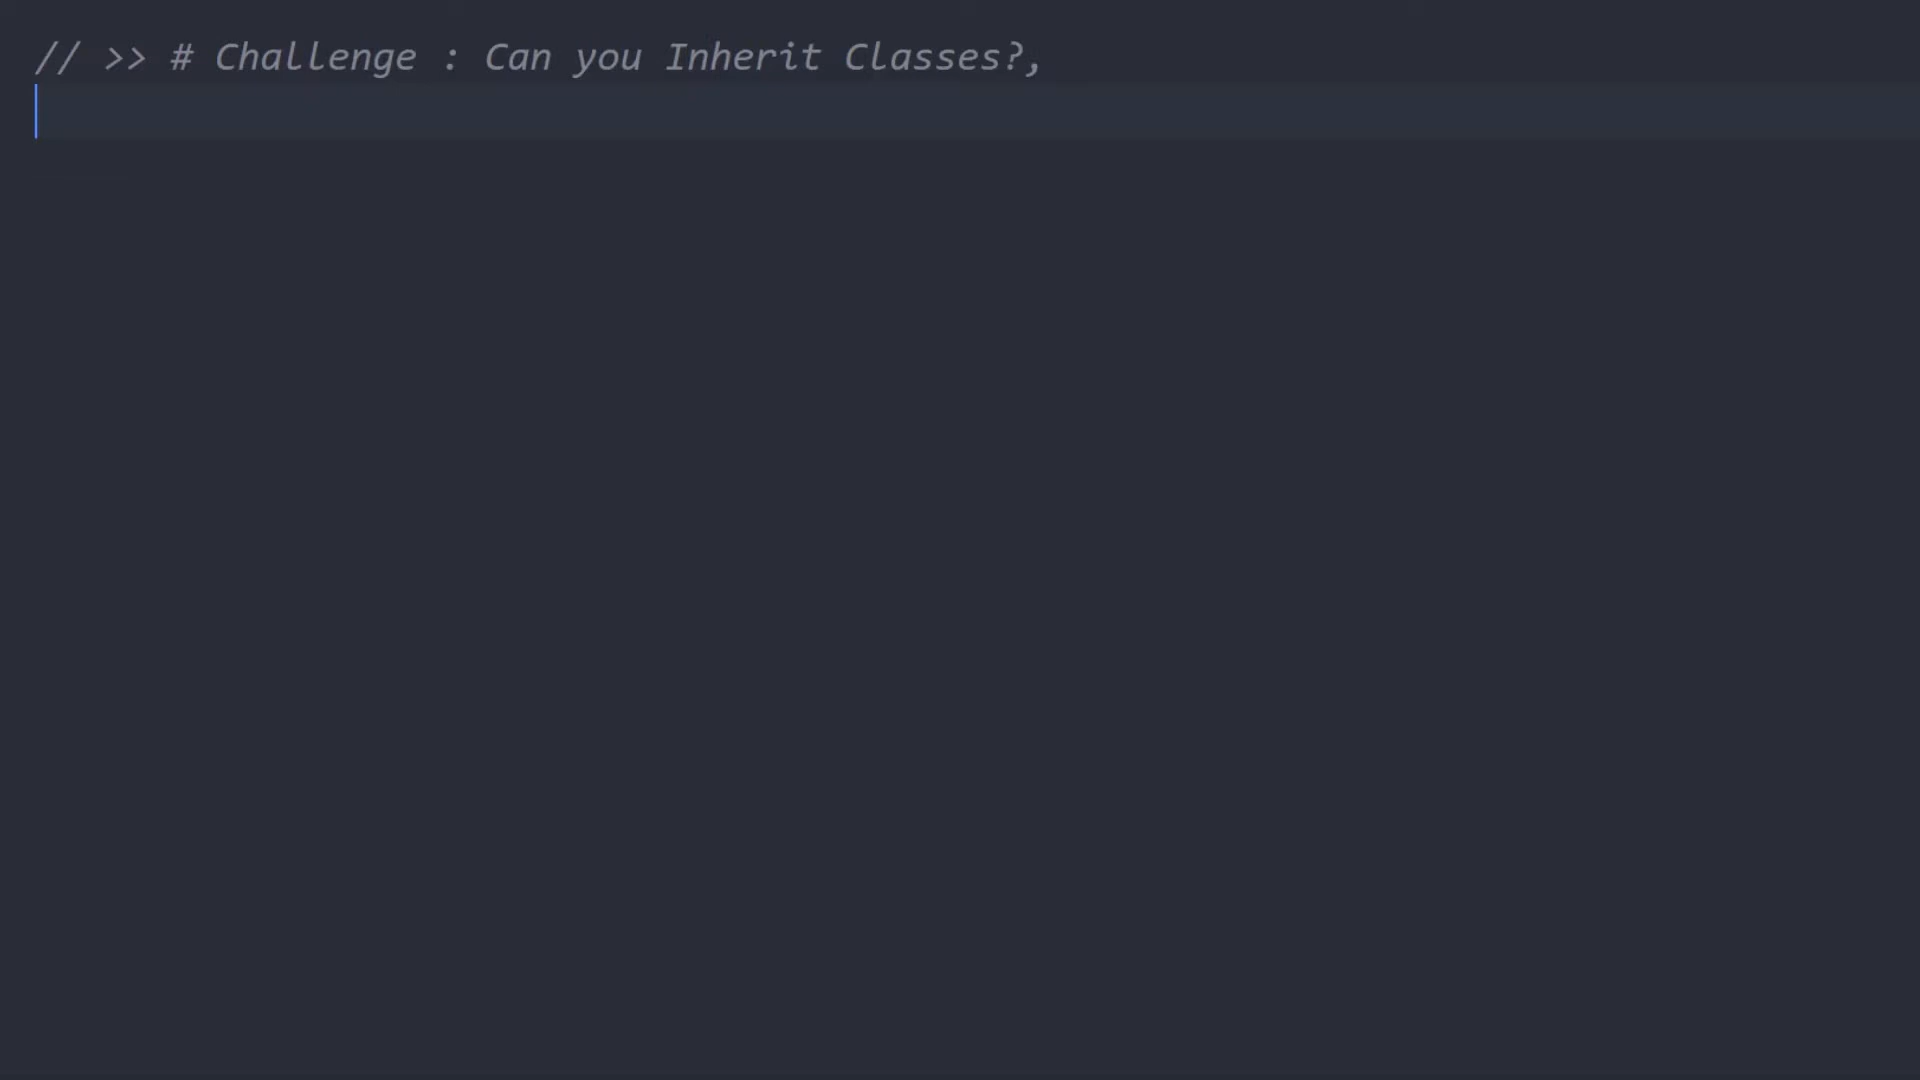 // >> # Challenge : Can you Inherit Classes?,